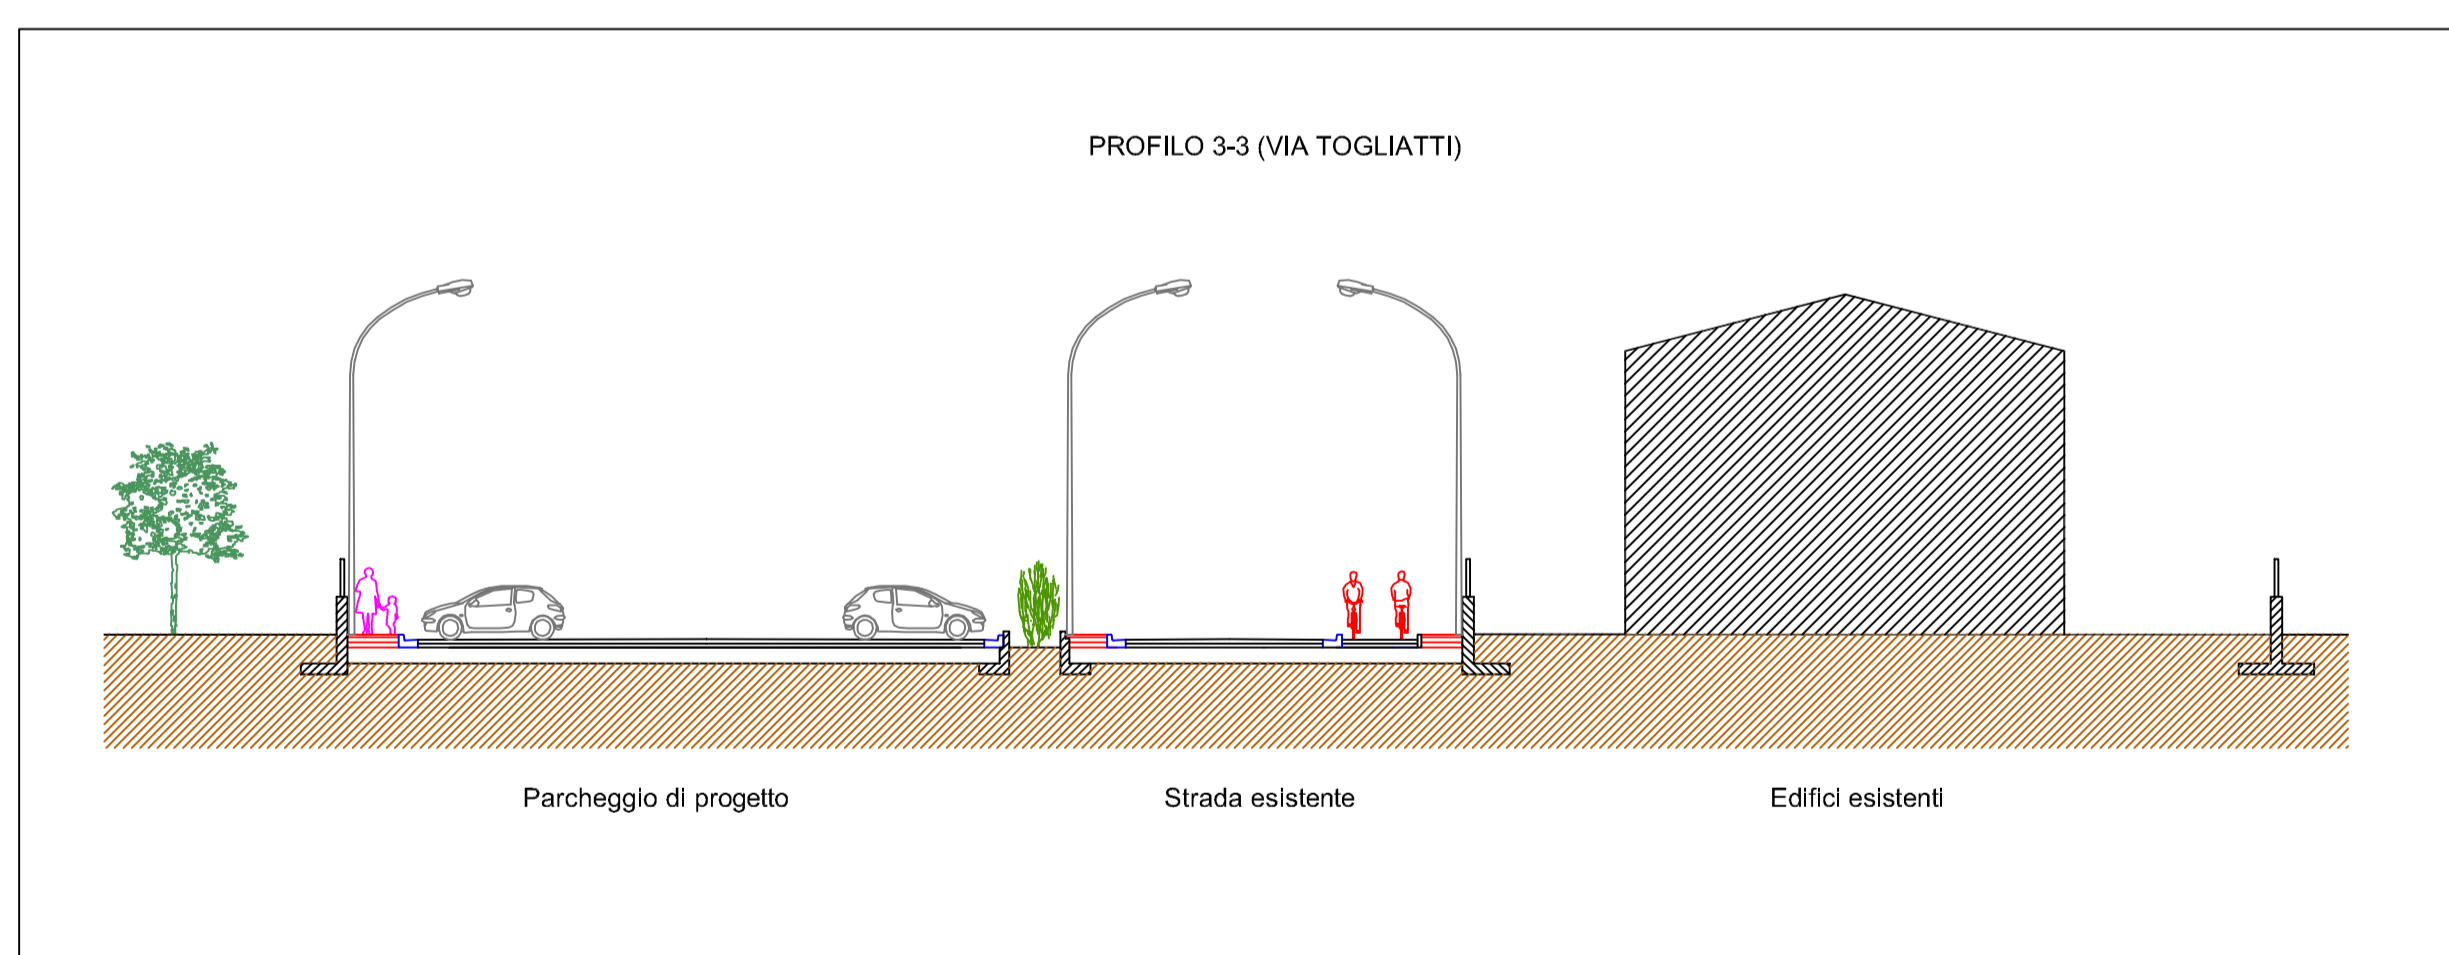 PROFILO 3-3 (VIA TOGLIATTI)
Parcheggio di progetto
Strada esistente
Edifici esistenti